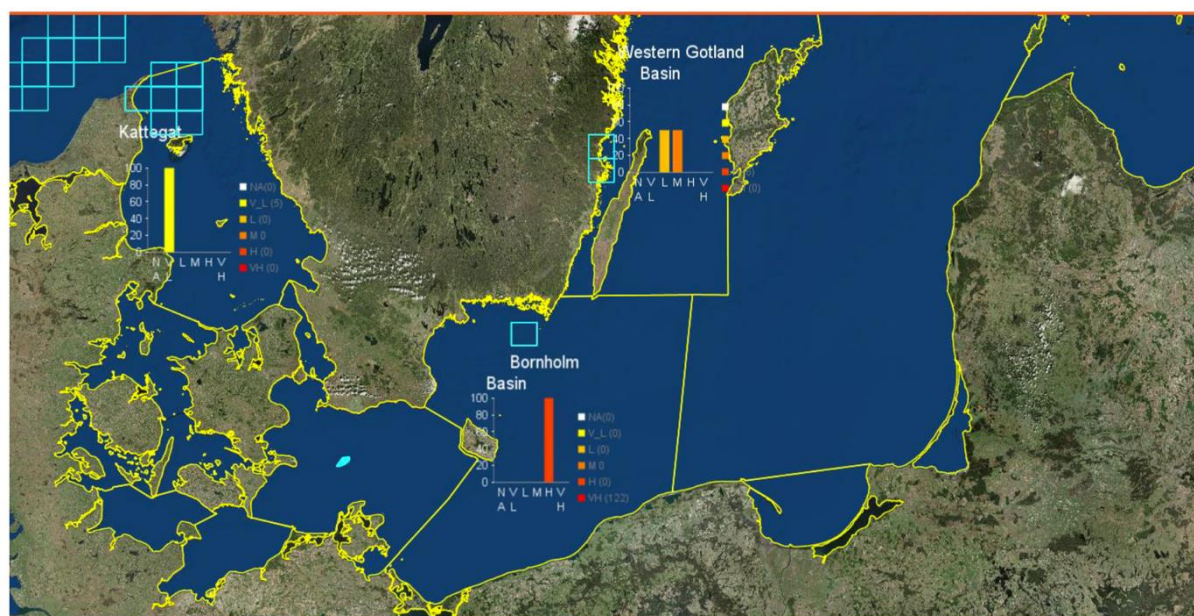 Western Gotland
Basin
40
20
0
N V L M H V
A L H
Kattegat
100
80
60
40
20
0
N V L M H V
A L H
NA(0)
V_L (5)
L (0)
M 0
H (0)
VH (0)
Bornholm
Basin
100
80
60
40
20
0
N V L M H V
A L H
NA(0)
V_L (0)
L (0)
M 0
H (0)
VH (122)